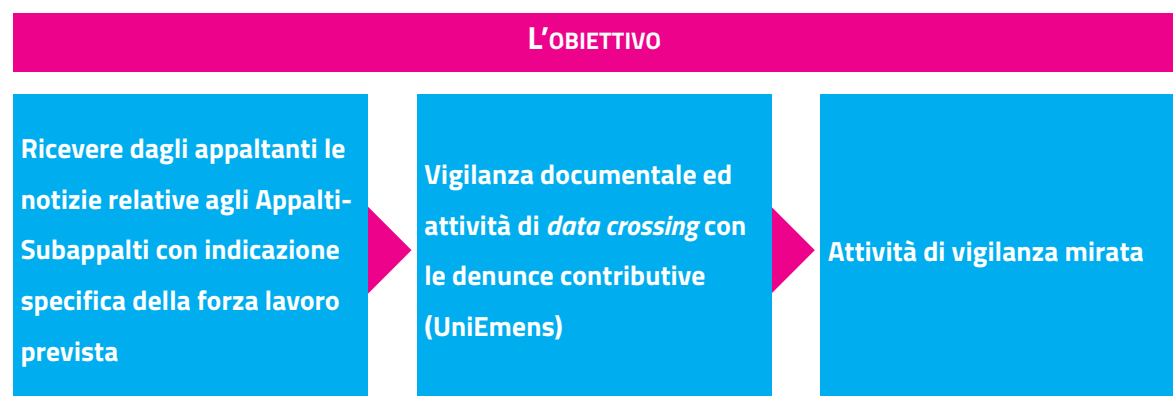 L'OBIETTIVO
Ricevere dagli appaltanti le
notizie relative agli Appalti-
Subappalti con indicazione
specifica della forza lavoro
prevista
Vigilanza documentale ed
attività di data crossing con
le denunce contributive
(UniEmens)
Attività di vigilanza mirata